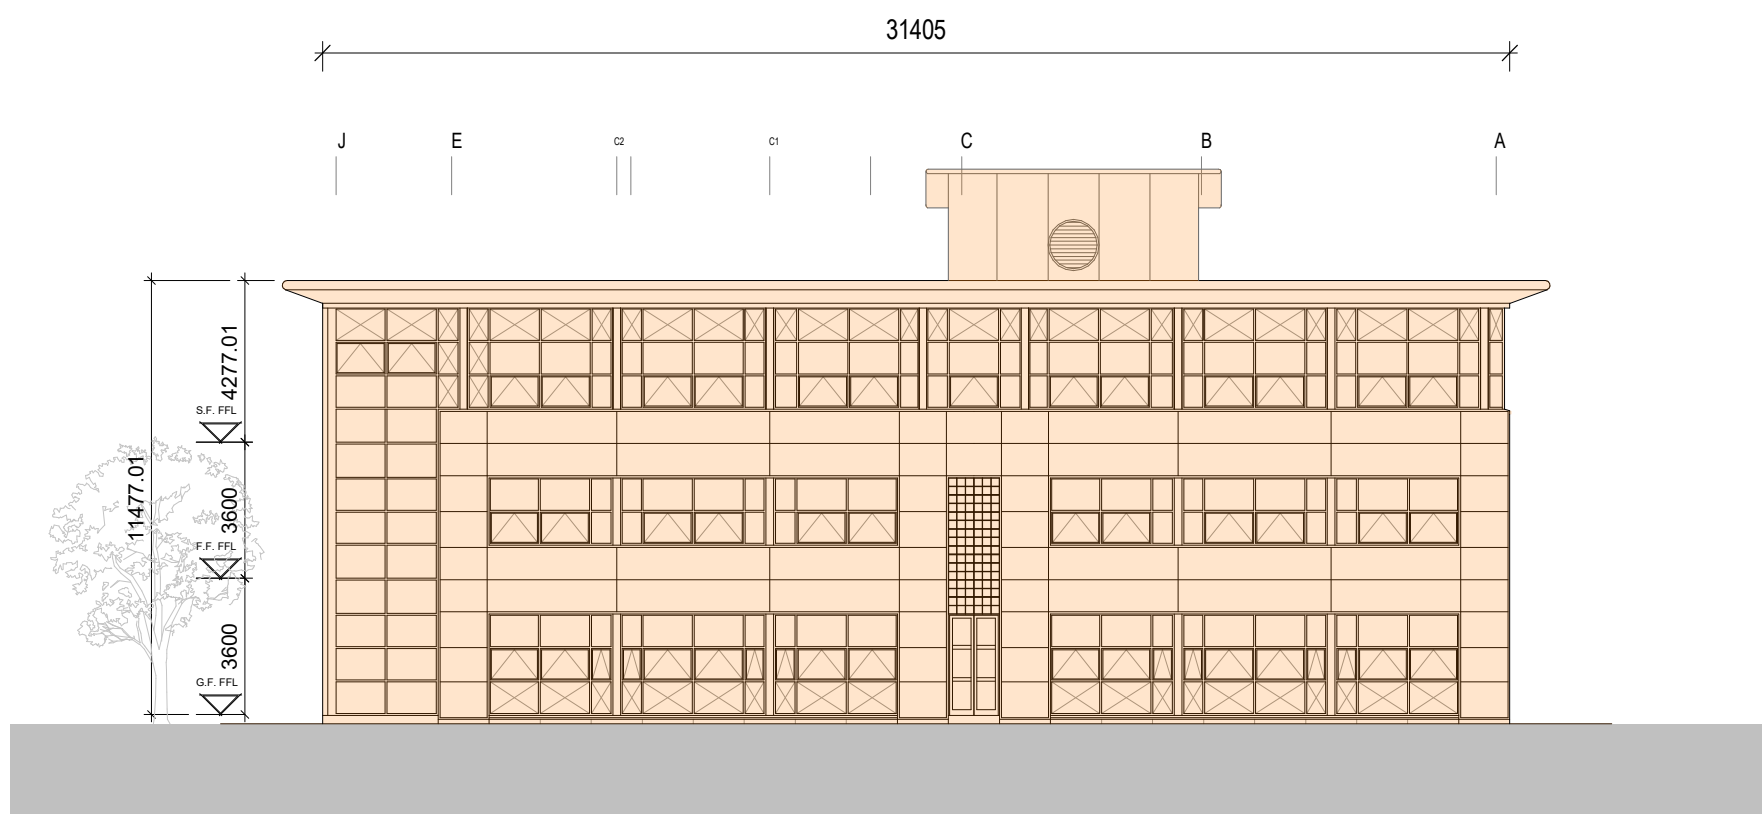 31405
J E C2 C1 C B A
4277.01
S.F. FFL
11477.01
3600
F.F. FFL
3600
G.F. FFL